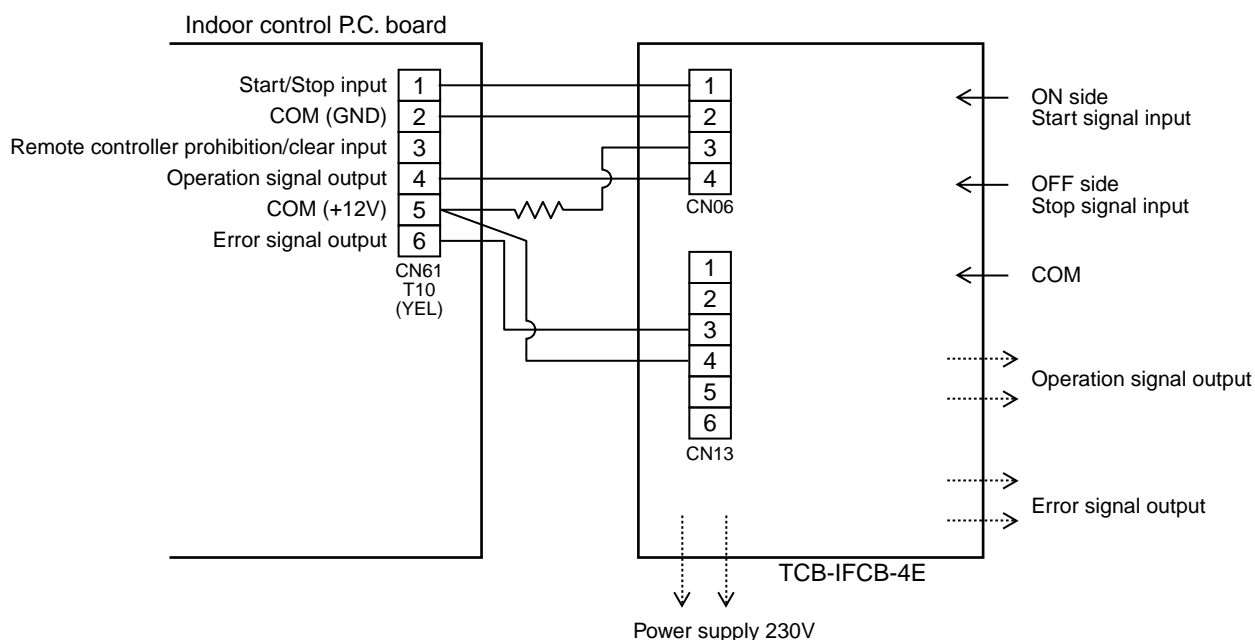 Indoor control P.C. board
Start/Stop input 1
COM (GND) 2
Remote controller prohibition/clear input 3
Operation signal output 4
COM (+12V) 5
Error signal output 6
CN61
T10
(YEL)
1
2
3
4
CN06
1
2
3
4
5
6
CN13
ON side
Start signal input
OFF side
Stop signal input
COM
Operation signal output
Error signal output
TCB-IFCB-4E
Power supply 230V